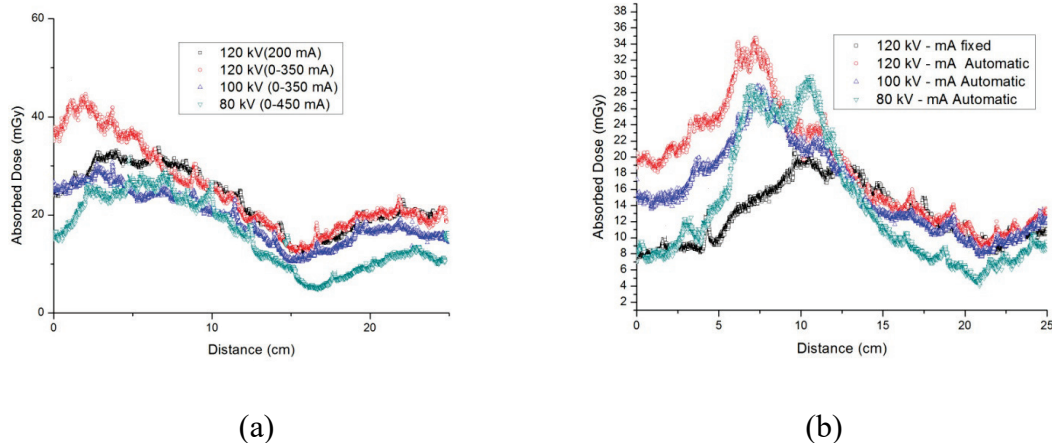 60
40
20
0
0
10
20
Absorbed Dose (mGy)
Distance (cm)
120 kV(200 mA)
120 kV(0-350 mA)
100 kV (0-350 mA)
80 kV (0-450 mA)
(a)
38
36
34
32
30
28
26
24
22
20
18
16
14
12
10
8
6
4
2
0
5
10
15
20
25
Absorbed Dose (mGy)
Distance (cm)
120 kV - mA fixed
120 kV - mA Automatic
100 kV - mA Automatic
80 kV - mA Automatic
(b)